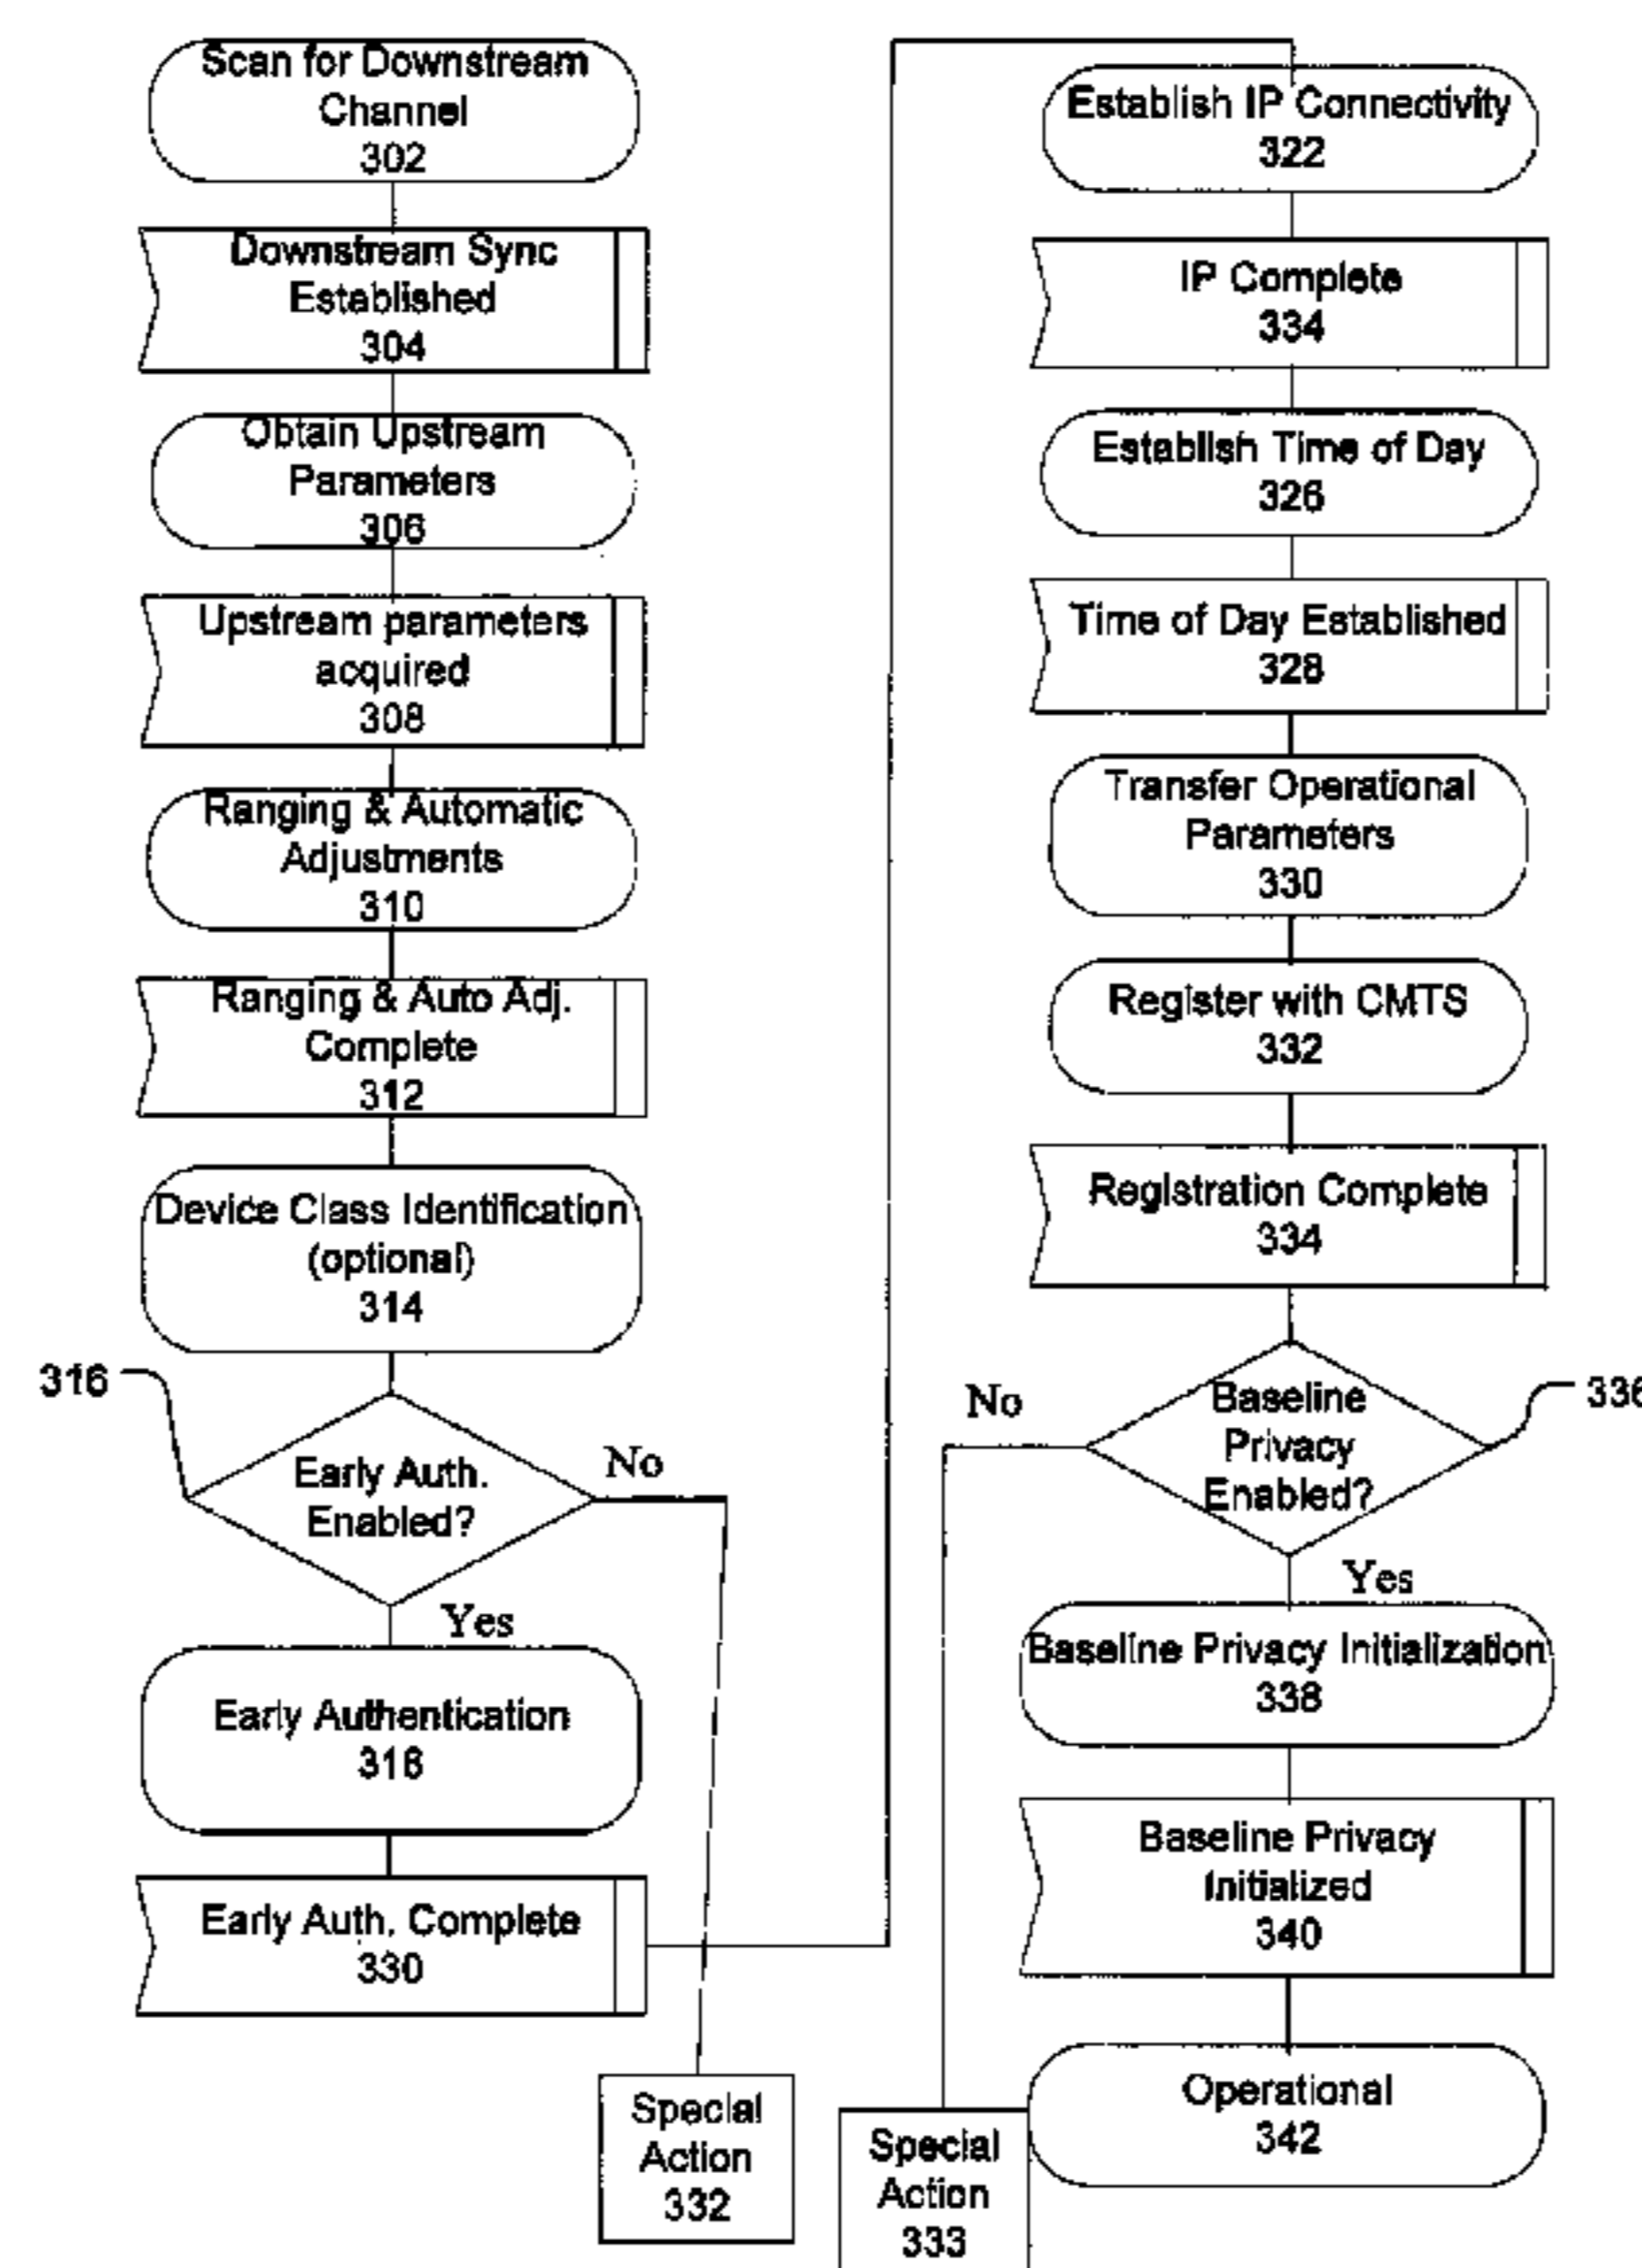 Scan for Downstream
Channel
302
Downstream Sync
Established
304
Obtain Upstream
Parameters
306
Upstream parameters
acquired
308
Ranging & Automatic
Adjustments
310
Ranging & Auto Adj.
Complete
312
Device Class Identification
(optional)
314
316
Early Auth.
Enabled?
No
Yes
Early Authentication
318
Early Auth. Complete
330
Special
Action
332
Establish IP Connectivity
322
IP Complete
334
Establish Time of Day
326
Time of Day Established
328
Transfer Operational
Parameters
330
Register with CMTS
332
Registration Complete
334
No
Baseline
Privacy
Enabled?
336
Yes
Baseline Privacy Initialization
338
Baseline Privacy
Initialized
340
Operational
342
Special
Action
333